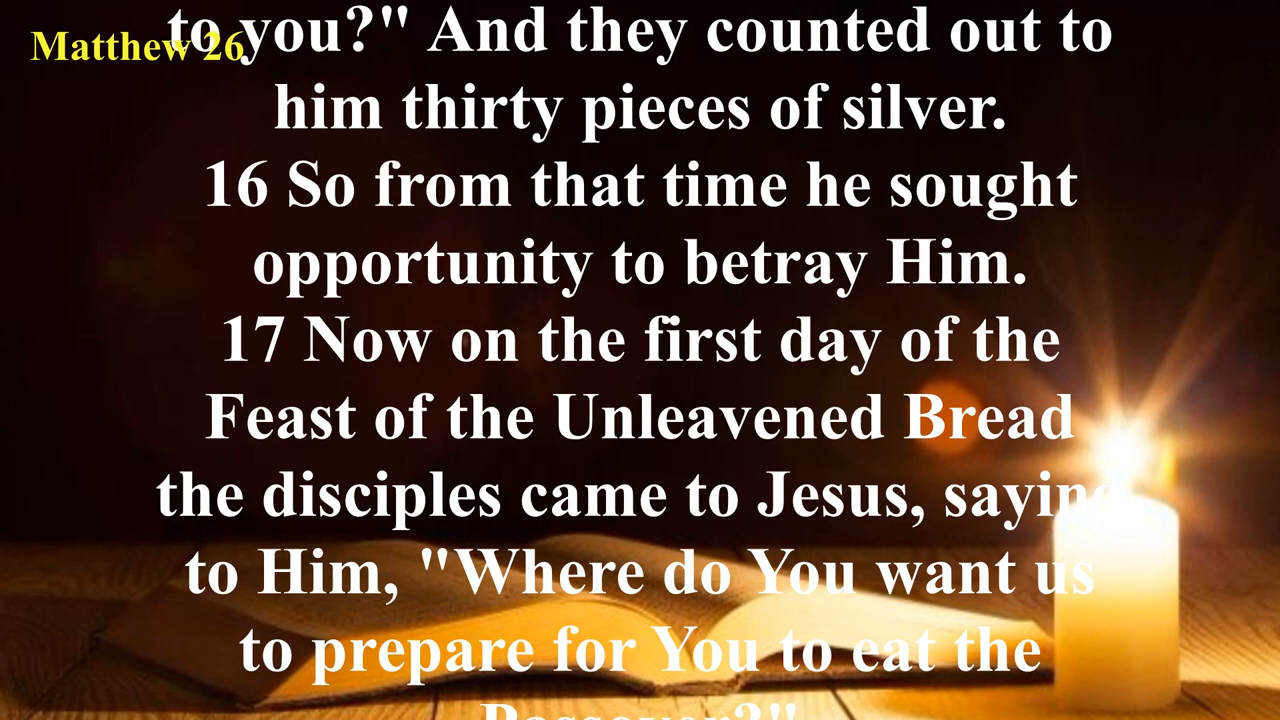 Matthew 26
to you?" And they counted out to
him thirty pieces of silver.
16 So from that time he sought
opportunity to betray Him.
17 Now on the first day of the
Feast of the Unleavened Bread
the disciples came to Jesus, saying
to Him, "Where do You want us
to prepare for You to eat the
Passover?"